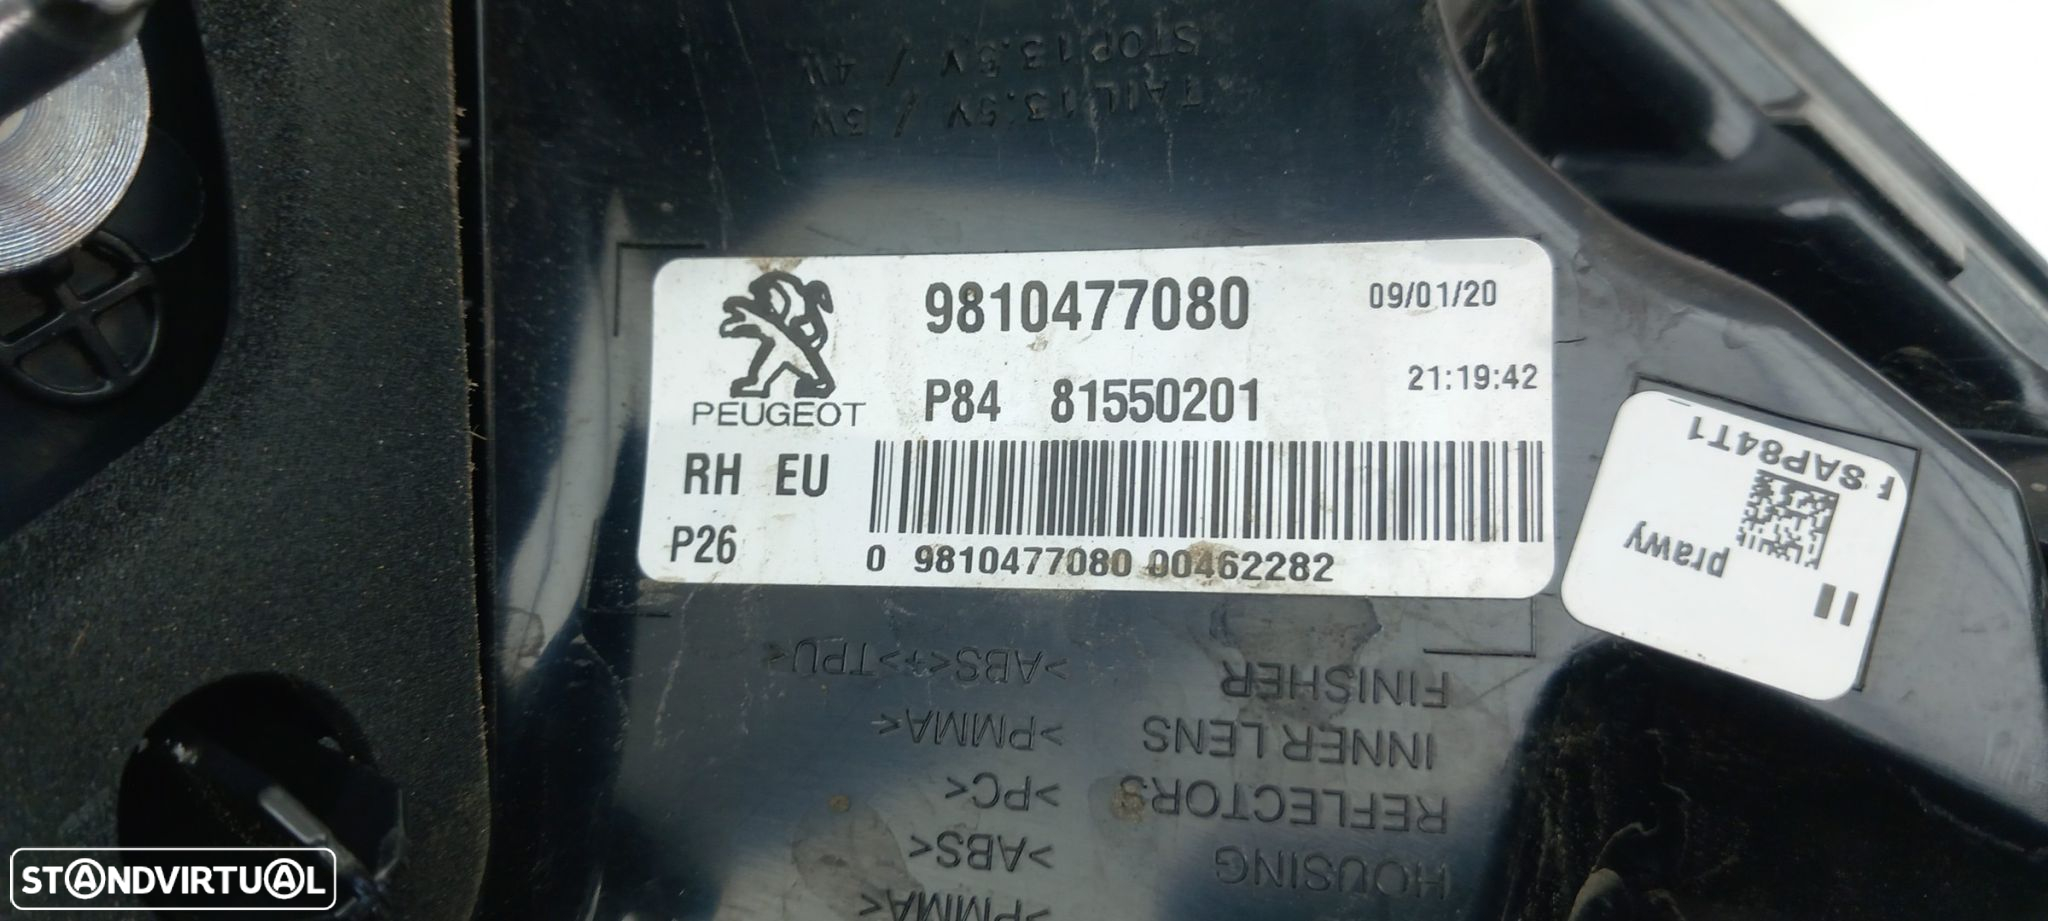 STOP 13.5V / 4W
TAIL 13.5V / 3W
9810477080
09/01/20
PEUGEOT
P84 81550201
21:19:42
RH EU
P26
0 9810477080 00462282
SAP84T1
prawy
FINISHER >ABS<+>TPU<
INNER LENS >PMMA<
REFLECTORS >PC<
HOUSING >ABS<
>PMMA<
STANDVIRTUAL